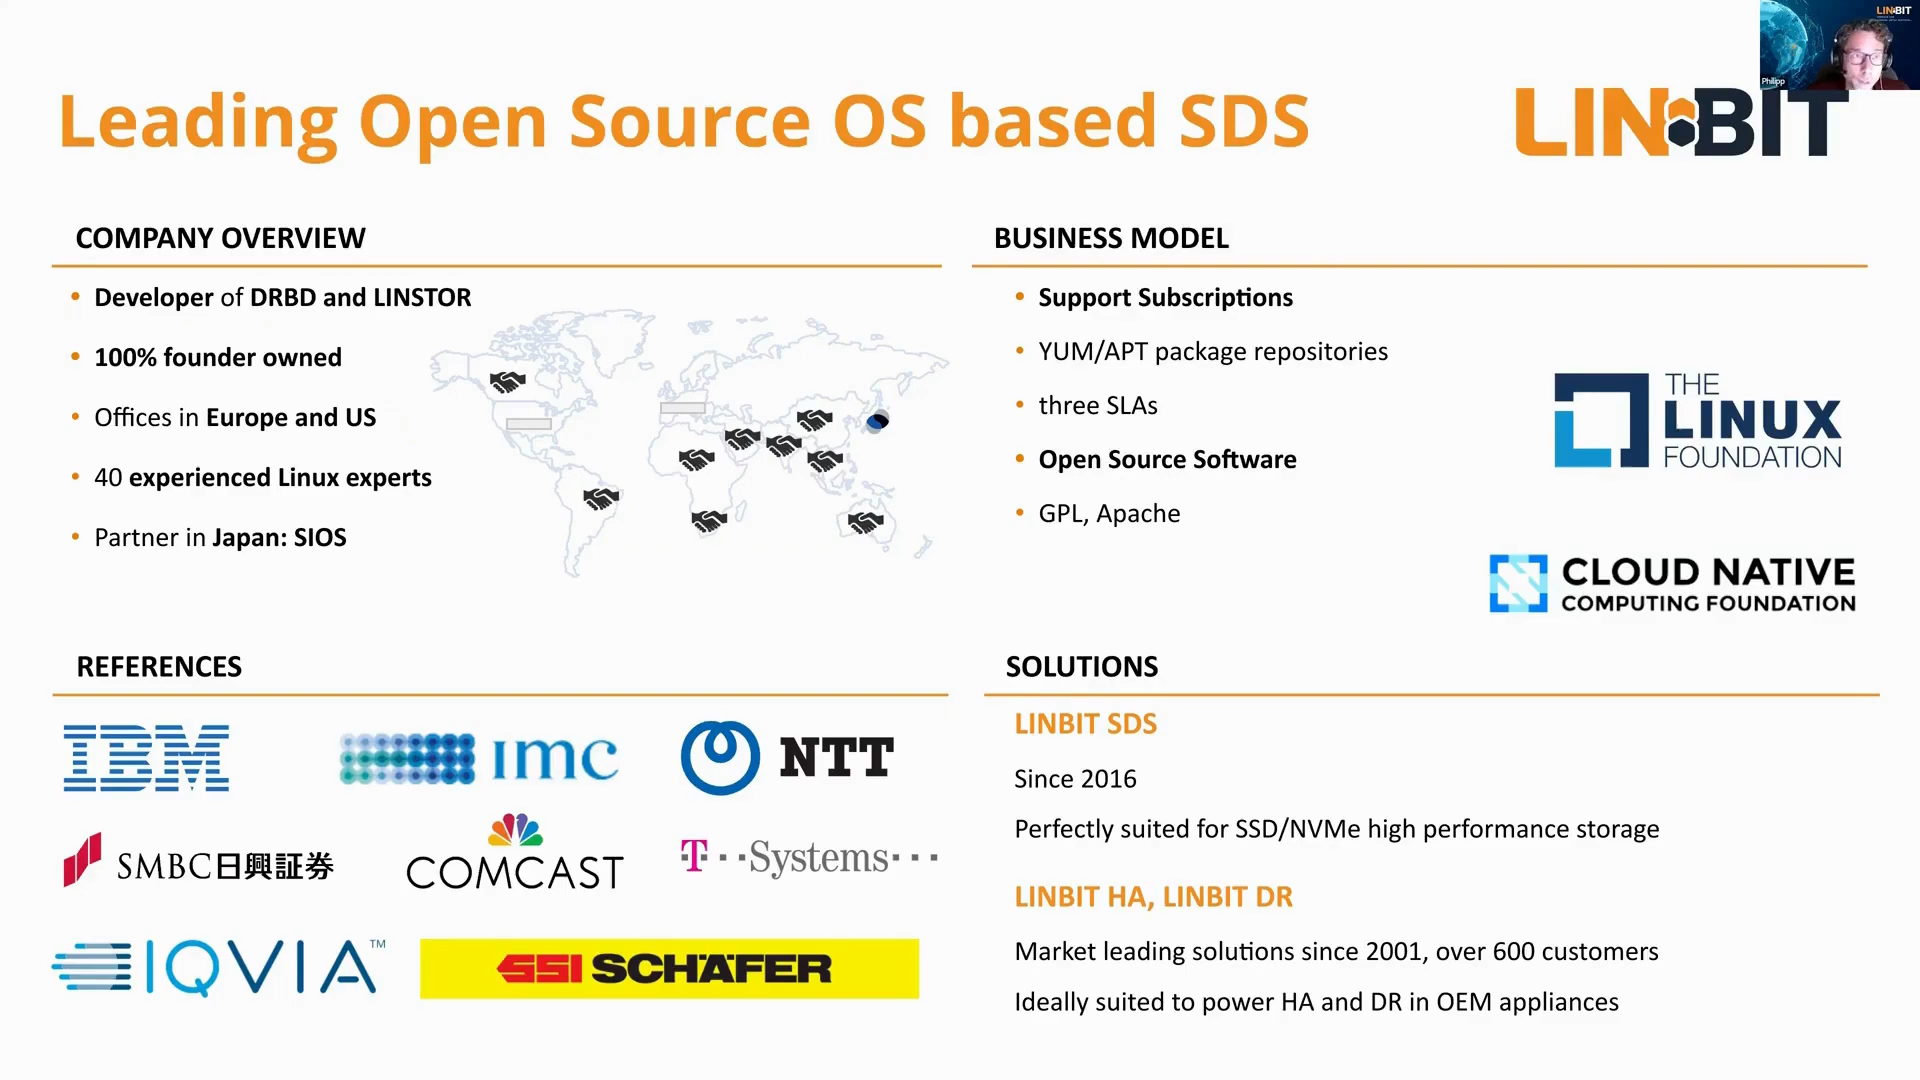 LINBIT
Philipp
Leading Open Source OS based SDS
LINBIT
COMPANY OVERVIEW
• Developer of DRBD and LINSTOR
• 100% founder owned
• Offices in Europe and US
• 40 experienced Linux experts
• Partner in Japan: SIOS
BUSINESS MODEL
• Support Subscriptions
• YUM/APT package repositories
• three SLAs
• Open Source Software
• GPL, Apache
THE
LINUX
FOUNDATION
CLOUD NATIVE
COMPUTING FOUNDATION
REFERENCES
IBM
imc
NTT
SMBC日興証券
COMCAST
T··Systems···
IQVIA™
SSI SCHÄFER
SOLUTIONS
LINBIT SDS
Since 2016
Perfectly suited for SSD/NVMe high performance storage
LINBIT HA, LINBIT DR
Market leading solutions since 2001, over 600 customers
Ideally suited to power HA and DR in OEM appliances